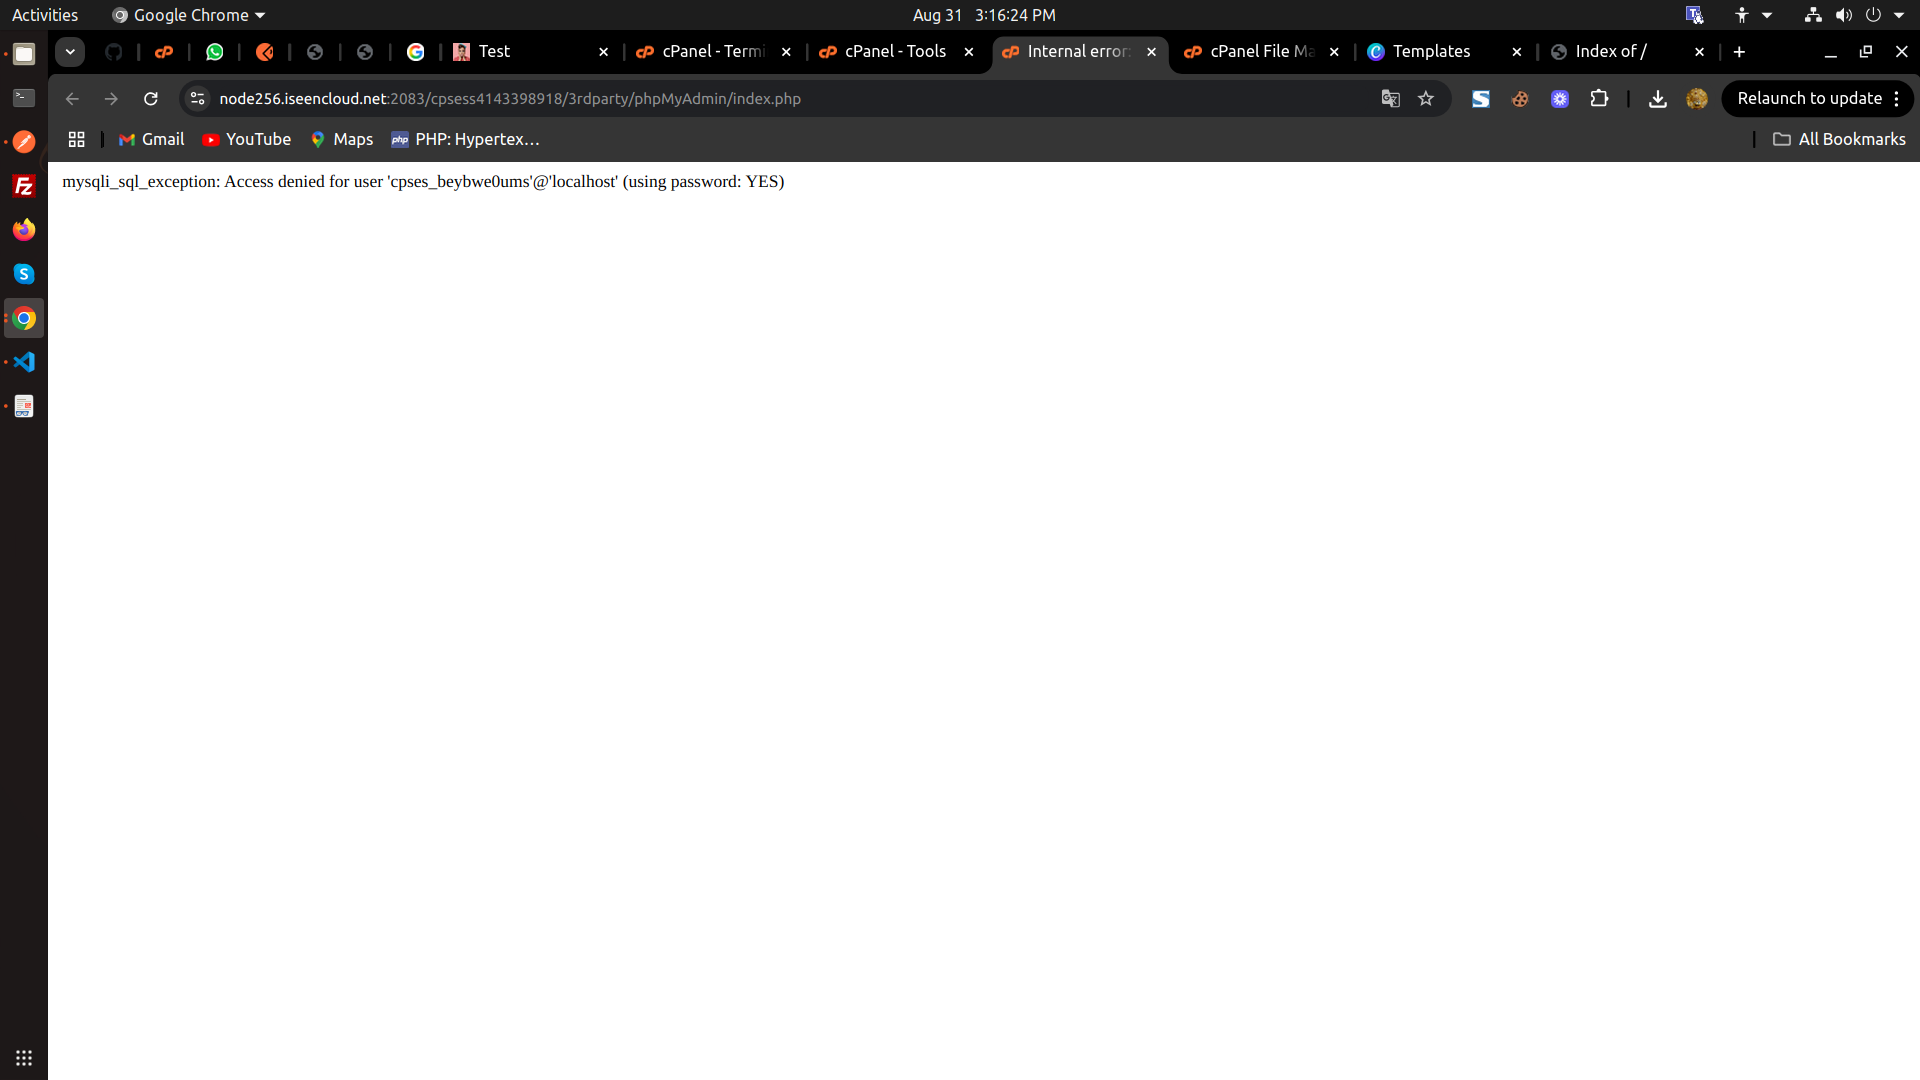 Activities
Google Chrome
Aug 31 3:16:24 PM
Test
cPanel - Termi
cPanel - Tools
Internal error:
cPanel File Ma
Templates
Index of /
node256.iseencloud.net:2083/cpsess4143398918/3rdparty/phpMyAdmin/index.php
Relaunch to update
Gmail
YouTube
Maps
php
PHP: Hypertex...
All Bookmarks
mysqli_sql_exception: Access denied for user 'cpses_beybwe0ums'@'localhost' (using password: YES)